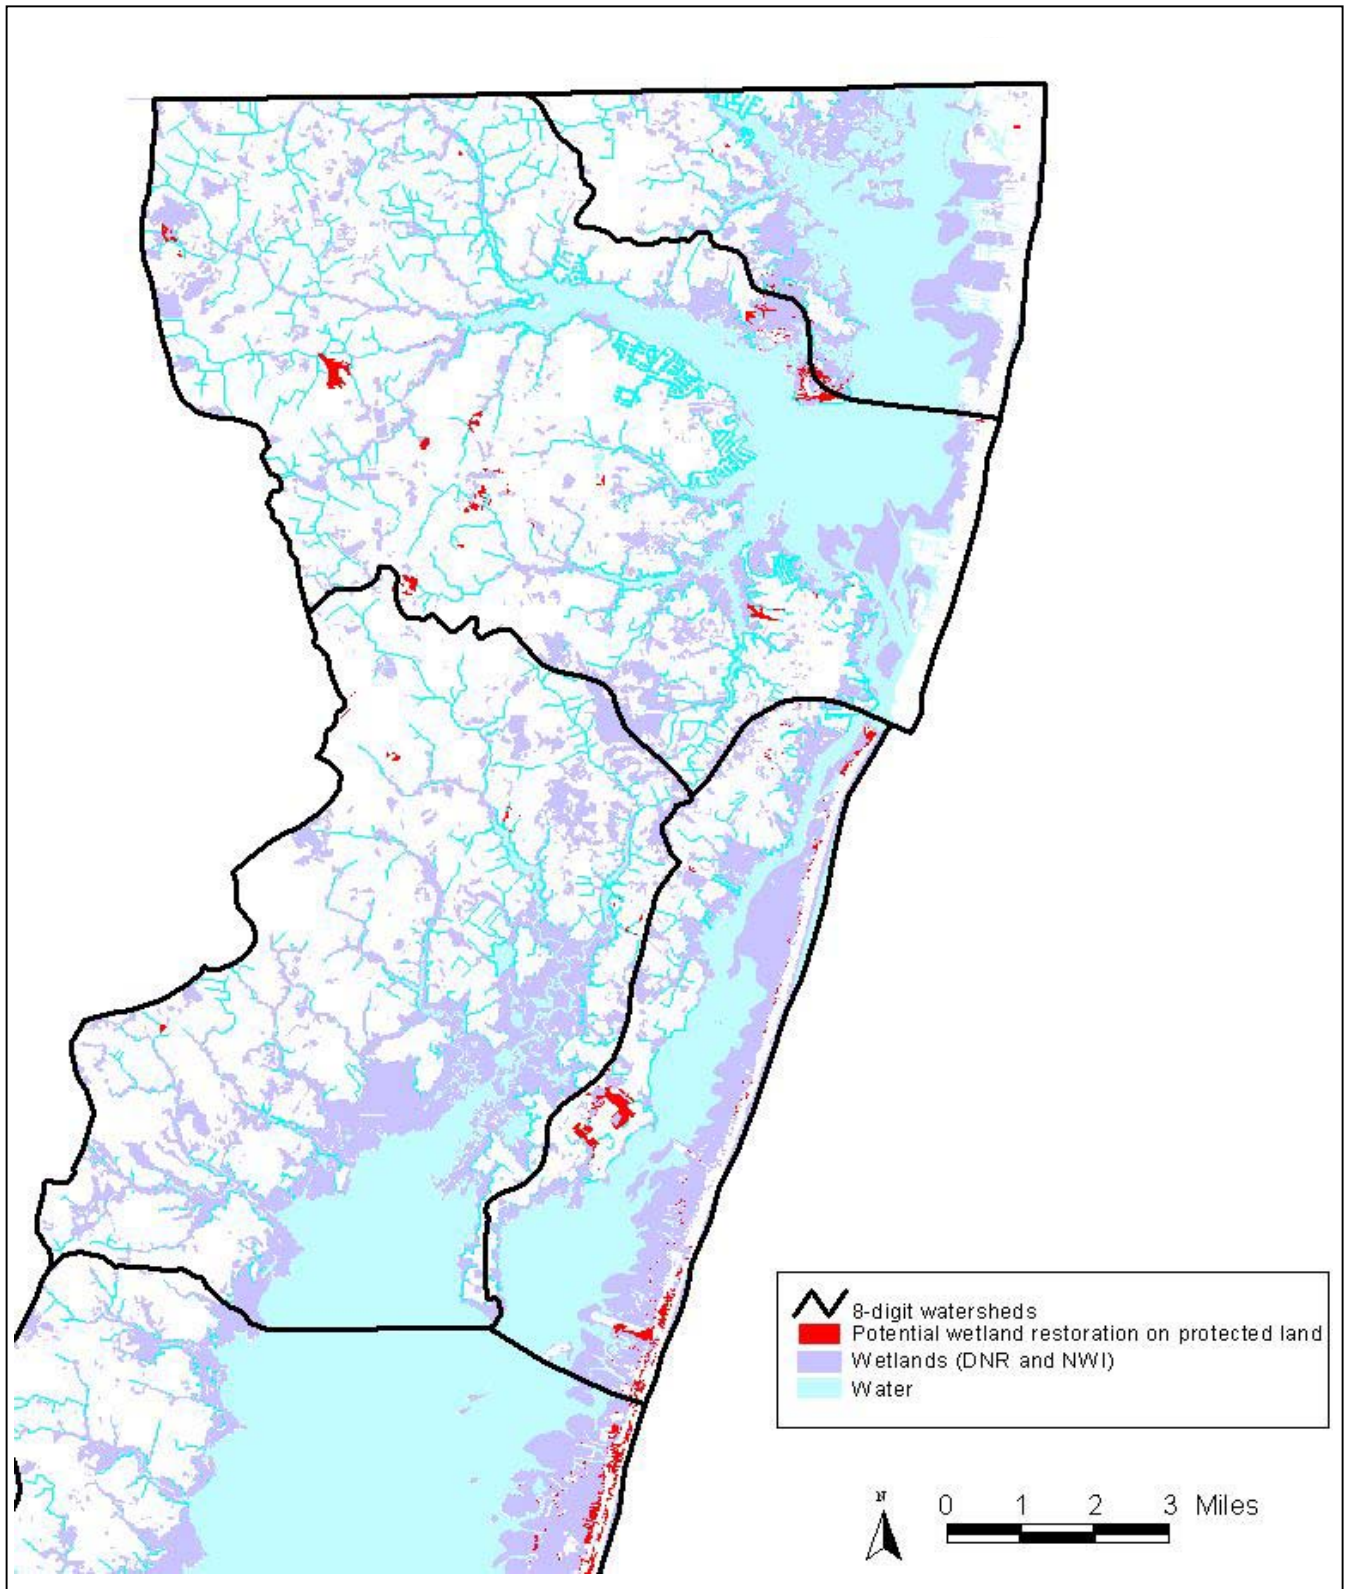 8-digit watersheds
Potential wetland restoration on protected land
Wetlands (DNR and NWI)
Water
N
0 1 2 3 Miles